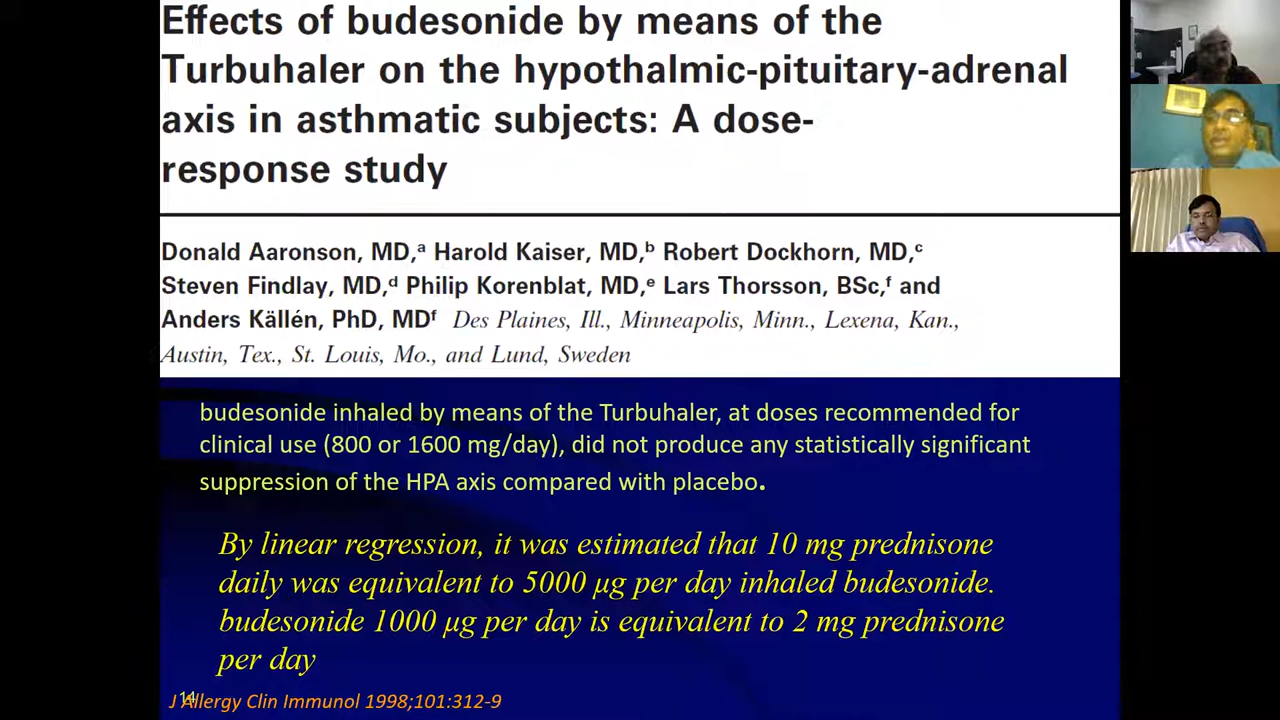 Effects of budesonide by means of the
Turbuhaler on the hypothalmic-pituitary-adrenal
axis in asthmatic subjects: A dose-
response study
Donald Aaronson, MD,ᵃ Harold Kaiser, MD,ᵇ Robert Dockhorn, MD,ᶜ
Steven Findlay, MD,ᵈ Philip Korenblat, MD,ᵉ Lars Thorsson, BSc,ᶠ and
Anders Källén, PhD, MDᶠ Des Plaines, Ill., Minneapolis, Minn., Lexena, Kan.,
Austin, Tex., St. Louis, Mo., and Lund, Sweden
budesonide inhaled by means of the Turbuhaler, at doses recommended for
clinical use (800 or 1600 mg/day), did not produce any statistically significant
suppression of the HPA axis compared with placebo.
By linear regression, it was estimated that 10 mg prednisone
daily was equivalent to 5000 µg per day inhaled budesonide.
budesonide 1000 µg per day is equivalent to 2 mg prednisone
per day
14
J Allergy Clin Immunol 1998;101:312-9